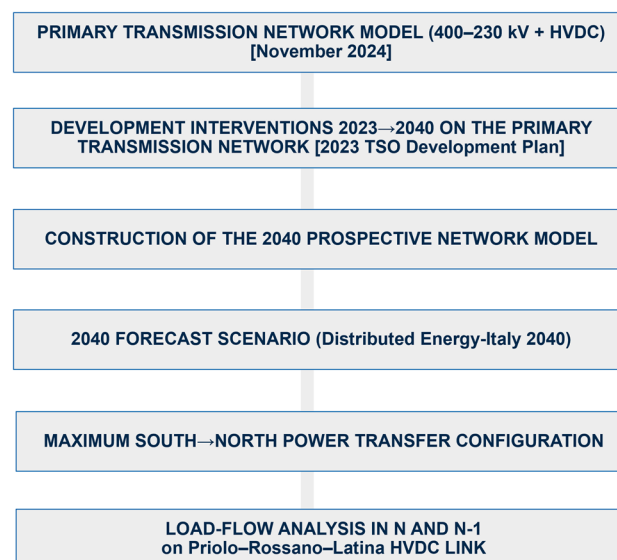 PRIMARY TRANSMISSION NETWORK MODEL (400–230 kV + HVDC)
[November 2024]
DEVELOPMENT INTERVENTIONS 2023→2040 ON THE PRIMARY
TRANSMISSION NETWORK [2023 TSO Development Plan]
CONSTRUCTION OF THE 2040 PROSPECTIVE NETWORK MODEL
2040 FORECAST SCENARIO (Distributed Energy-Italy 2040)
MAXIMUM SOUTH→NORTH POWER TRANSFER CONFIGURATION
LOAD-FLOW ANALYSIS IN N AND N-1
on Priolo–Rossano–Latina HVDC LINK